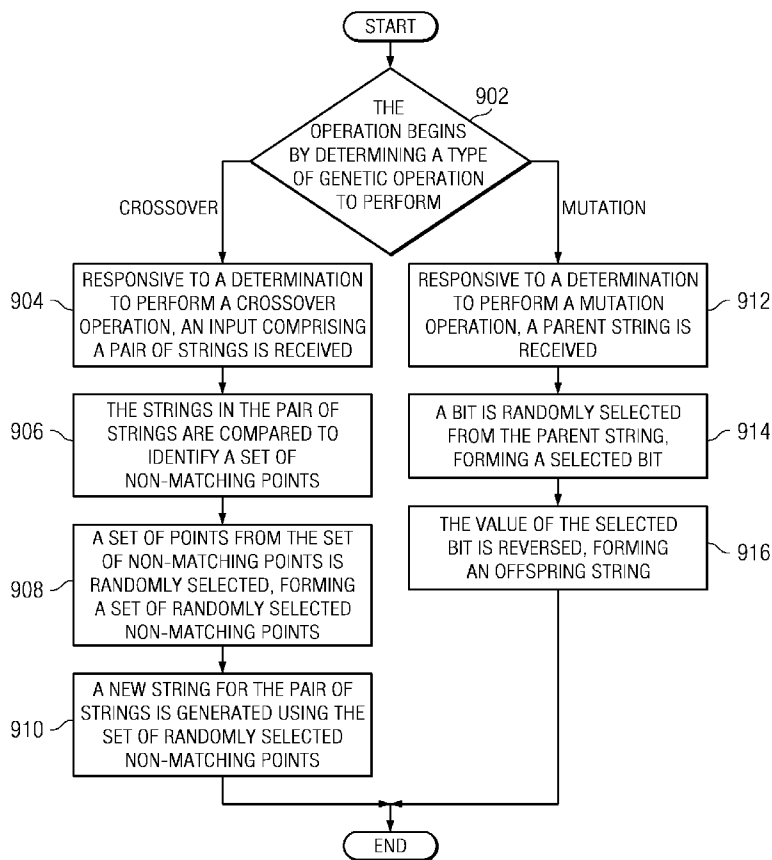 START
902
THE
OPERATION BEGINS
BY DETERMINING A TYPE
OF GENETIC OPERATION
TO PERFORM
CROSSOVER
MUTATION
904
RESPONSIVE TO A DETERMINATION
TO PERFORM A CROSSOVER
OPERATION, AN INPUT COMPRISING
A PAIR OF STRINGS IS RECEIVED
906
THE STRINGS IN THE PAIR OF
STRINGS ARE COMPARED TO
IDENTIFY A SET OF
NON-MATCHING POINTS
908
A SET OF POINTS FROM THE SET
OF NON-MATCHING POINTS IS
RANDOMLY SELECTED, FORMING
A SET OF RANDOMLY SELECTED
NON-MATCHING POINTS
910
A NEW STRING FOR THE PAIR OF
STRINGS IS GENERATED USING THE
SET OF RANDOMLY SELECTED
NON-MATCHING POINTS
RESPONSIVE TO A DETERMINATION
TO PERFORM A MUTATION
OPERATION, A PARENT STRING IS
RECEIVED
912
A BIT IS RANDOMLY SELECTED
FROM THE PARENT STRING,
FORMING A SELECTED BIT
914
THE VALUE OF THE SELECTED
BIT IS REVERSED, FORMING
AN OFFSPRING STRING
916
END